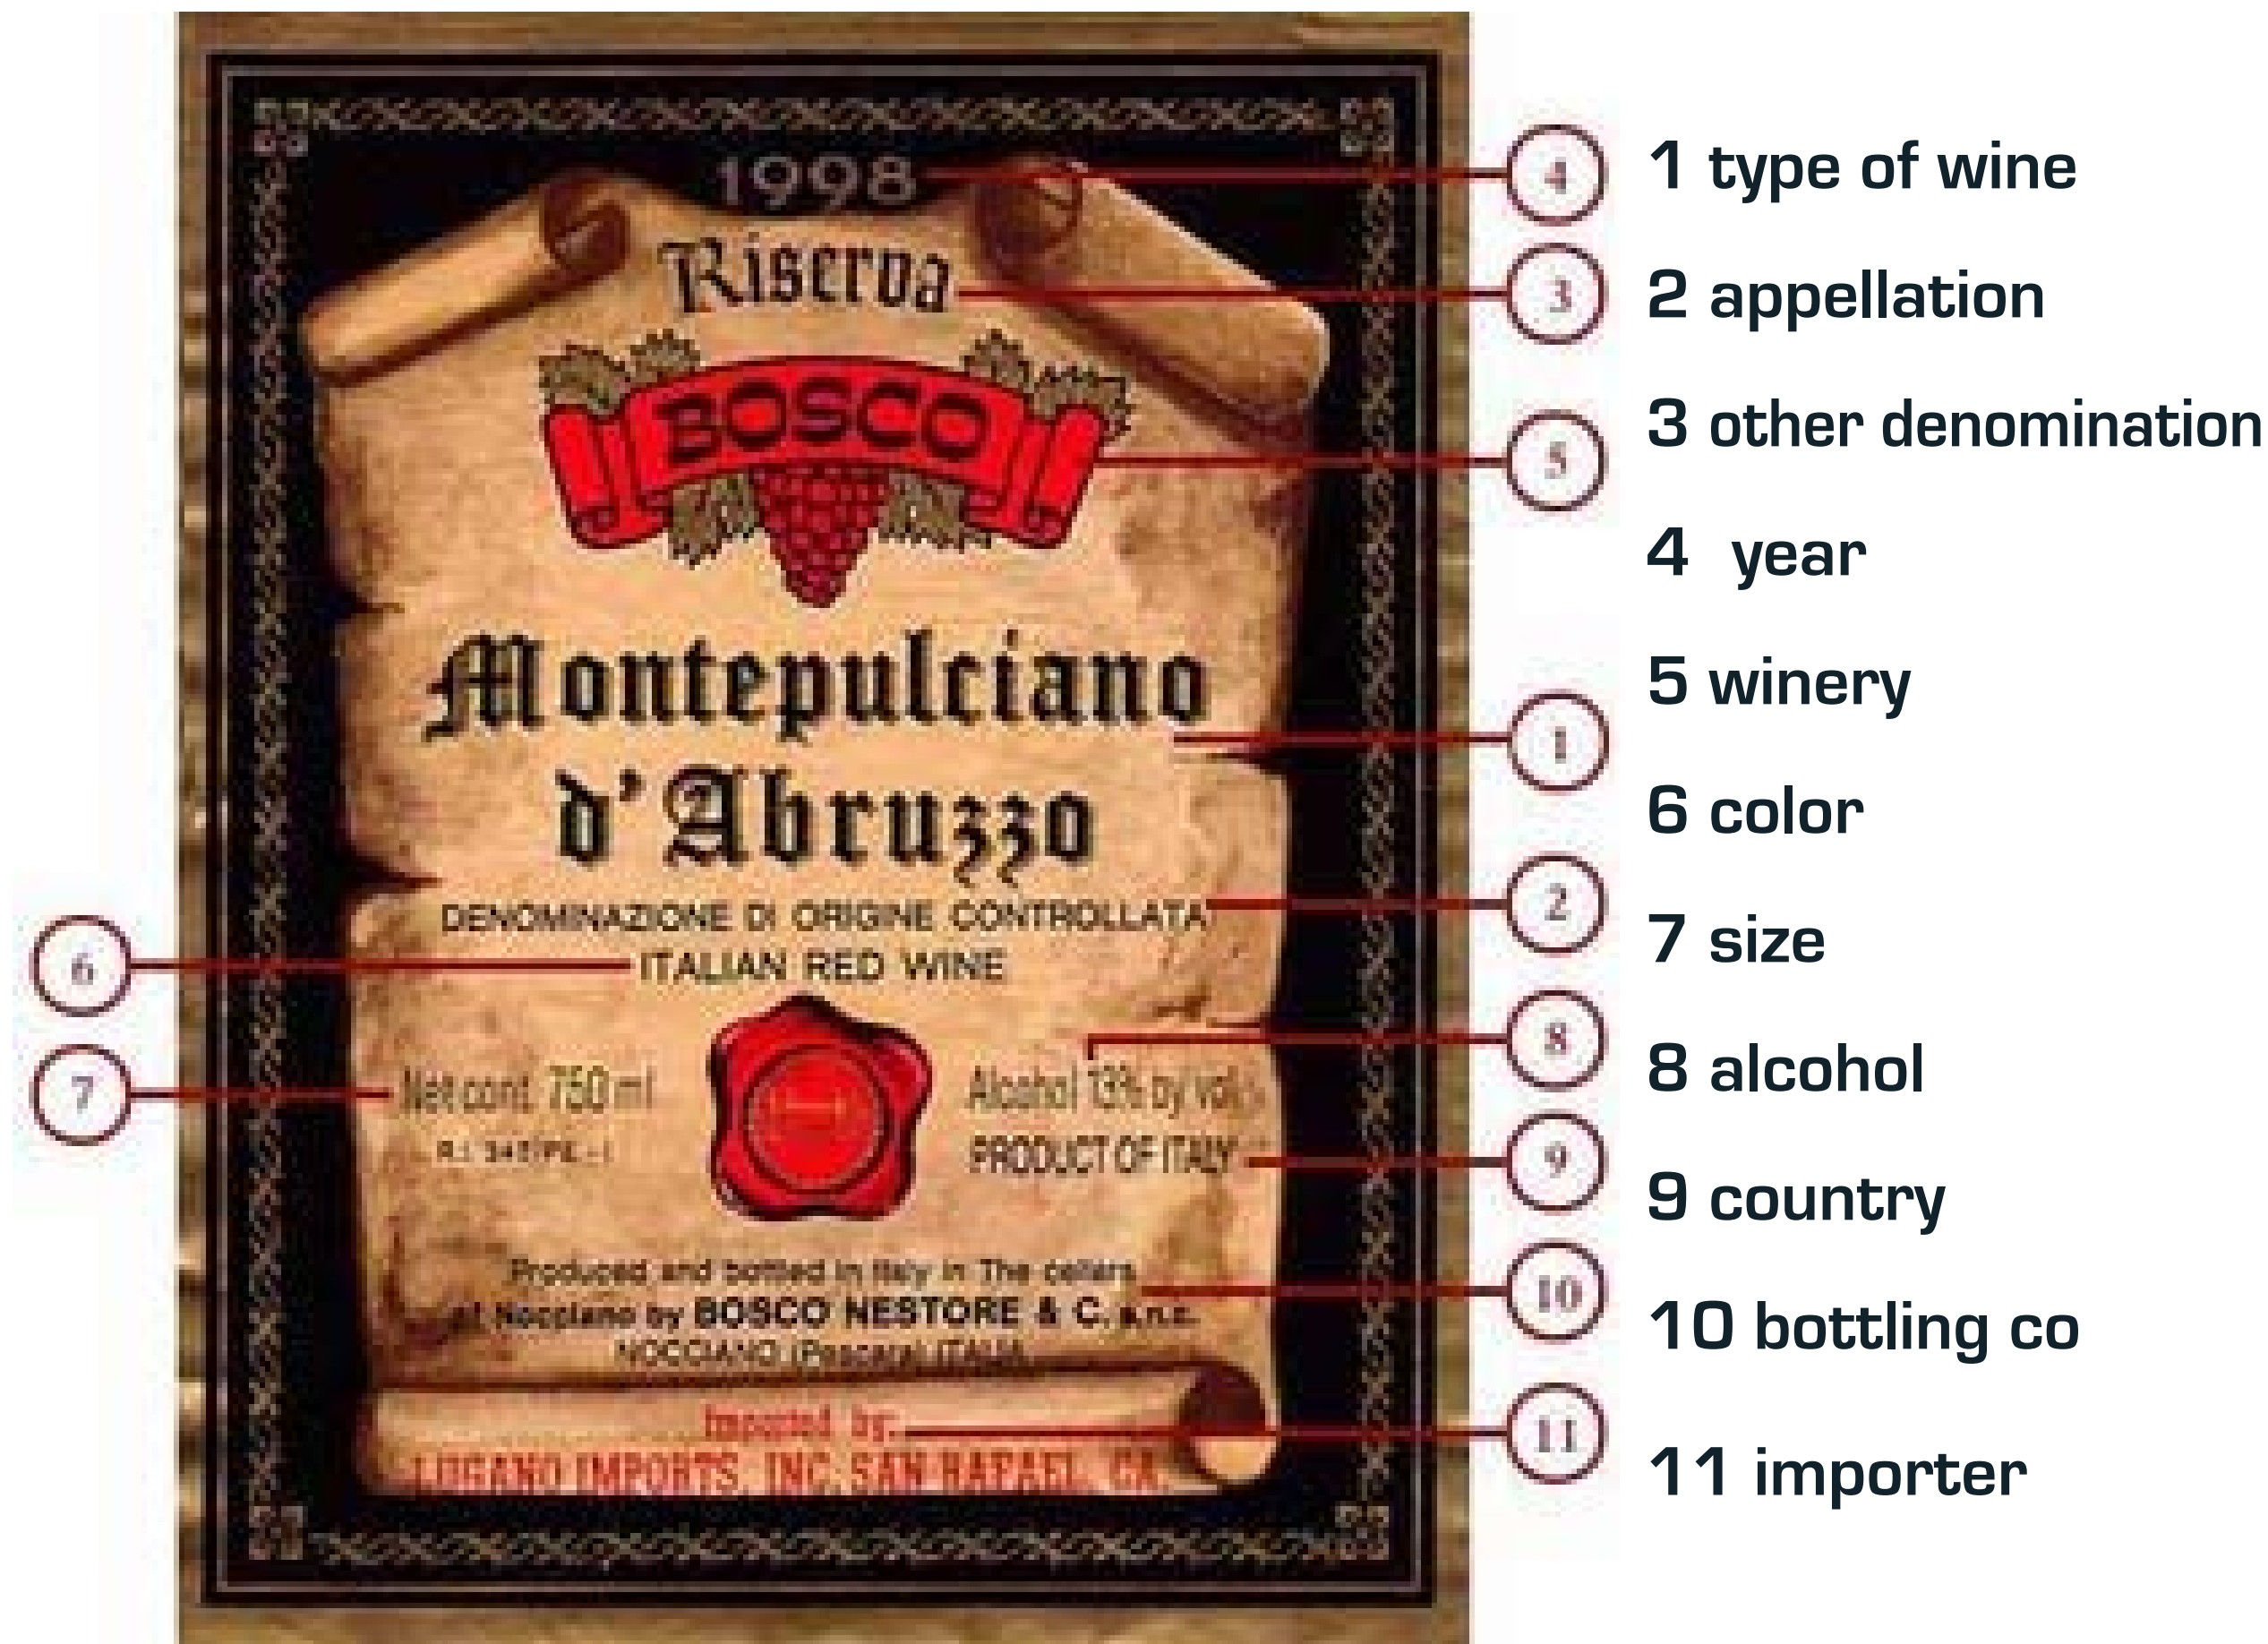 1998
4
1 type of wine
Riserva
3
2 appellation
BOSCO
5
3 other denomination
4 year
Montepulciano
1
5 winery
d'Abruzzo
6 color
DENOMINAZIONE DI ORIGINE CONTROLLATA
2
7 size
6
ITALIAN RED WINE
8
8 alcohol
7
Net cont. 750 ml
Alcohol 13% by vol
PRODUCT OF ITALY
9
9 country
Produced and bottled in Italy in The cellars
10
10 bottling co
Nocciano by BOSCO NESTORE & C. s.n.c.
NOCCIANO (Pescara) ITALIA
Imported by:
11
11 importer
LUGANO IMPORTS, INC. SAN RAFAEL, CA